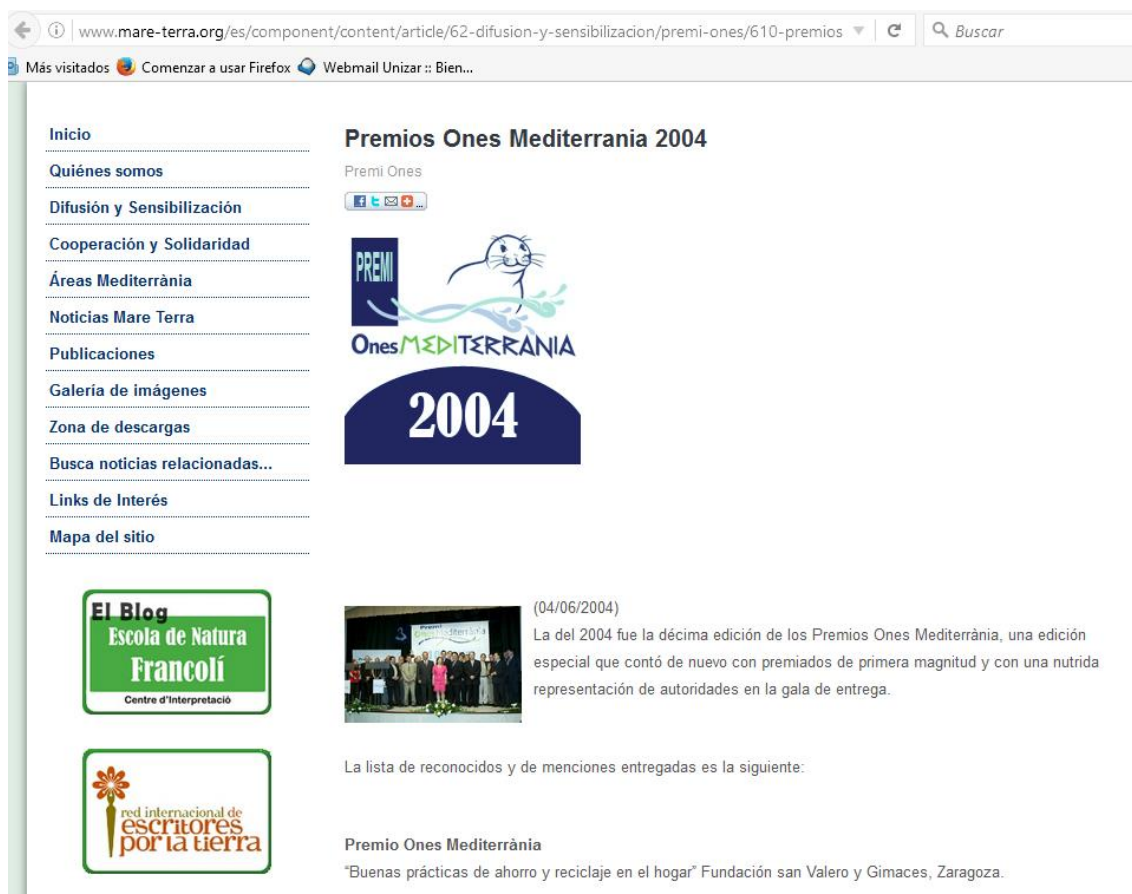 www.mare-terra.org/es/component/content/article/62-difusion-y-sensibilizacion/premi-ones/610-premios
Buscar
Más visitados
Comenzar a usar Firefox
Webmail Unizar :: Bien...
Inicio
Quiénes somos
Difusión y Sensibilización
Cooperación y Solidaridad
Áreas Mediterrània
Noticias Mare Terra
Publicaciones
Galería de imágenes
Zona de descargas
Busca noticias relacionadas...
Links de Interés
Mapa del sitio
El Blog
Escola de Natura
Francolí
Centre d'Interpretació
red internacional de
escritores
por la tierra
Premios Ones Mediterrania 2004
Premi Ones
PREMI
Ones MEDITERRANIA
2004
(04/06/2004)
La del 2004 fue la décima edición de los Premios Ones Mediterrània, una edición
especial que contó de nuevo con premiados de primera magnitud y con una nutrida
representación de autoridades en la gala de entrega.
La lista de reconocidos y de menciones entregadas es la siguiente:
Premio Ones Mediterrània
"Buenas prácticas de ahorro y reciclaje en el hogar" Fundación san Valero y Gimaces, Zaragoza.